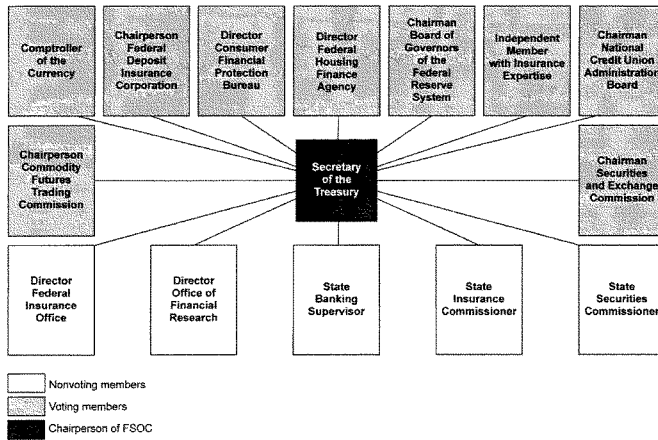 Comptroller
of the
Currency
Chairperson
Federal
Deposit
Insurance
Corporation
Director
Consumer
Financial
Protection
Bureau
Director
Federal
Housing
Finance
Agency
Chairman
Board of
Governors
of the
Federal
Reserve
System
Independent
Member
with Insurance
Expertise
Chairman
National
Credit Union
Administration
Board
Chairperson
Commodity
Futures
Trading
Commission
Secretary
of the
Treasury
Chairman
Securities
and Exchange
Commission
Director
Federal
Insurance
Office
Director
Office of
Financial
Research
State
Banking
Supervisor
State
Insurance
Commissioner
State
Securities
Commissioner
Nonvoting members
Voting members
Chairperson of FSOC